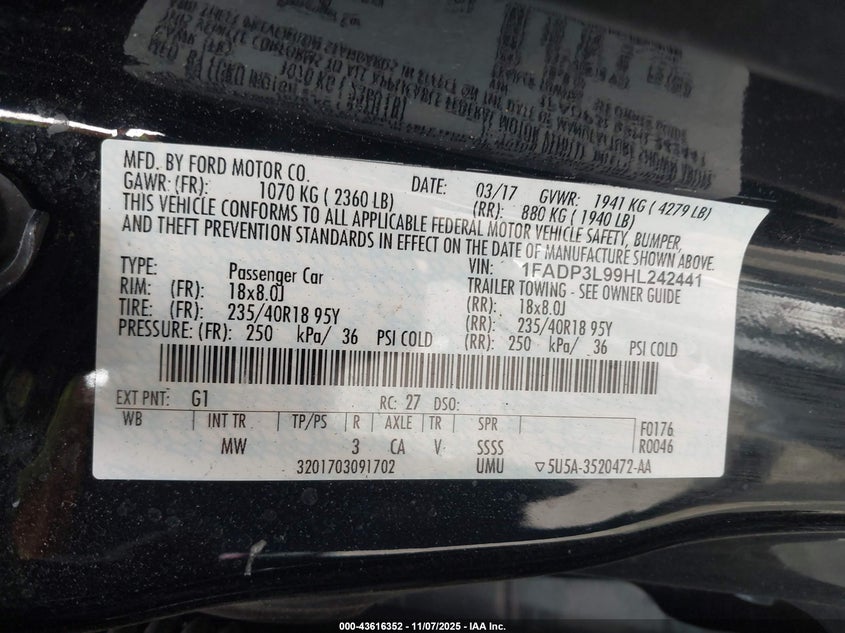 MFD. BY FORD MOTOR CO. DATE: 03/17 GVWR: 1941 KG ( 4279 LB)
GAWR: (FR): 1070 KG ( 2360 LB) (RR): 880 KG ( 1940 LB)
THIS VEHICLE CONFORMS TO ALL APPLICABLE FEDERAL MOTOR VEHICLE SAFETY, BUMPER,
AND THEFT PREVENTION STANDARDS IN EFFECT ON THE DATE OF MANUFACTURE SHOWN ABOVE.
VIN: 1FADP3L99HL242441
TYPE: Passenger Car TRAILER TOWING - SEE OWNER GUIDE
RIM: (FR): 18x8.0J (RR): 18x8.0J
TIRE: (FR): 235/40R18 95Y (RR): 235/40R18 95Y
PRESSURE: (FR): 250 kPa/ 36 PSI COLD (RR): 250 kPa/ 36 PSI COLD
EXT PNT: G1 RC: 27 DSO:
WB INT TR TP/PS R AXLE TR SPR F0176
MW 3 CA V: SSSS R0046
3201703091702 UMU ▽5U5A-3520472-AA
000-43616352 - 11/07/2025 - IAA Inc.